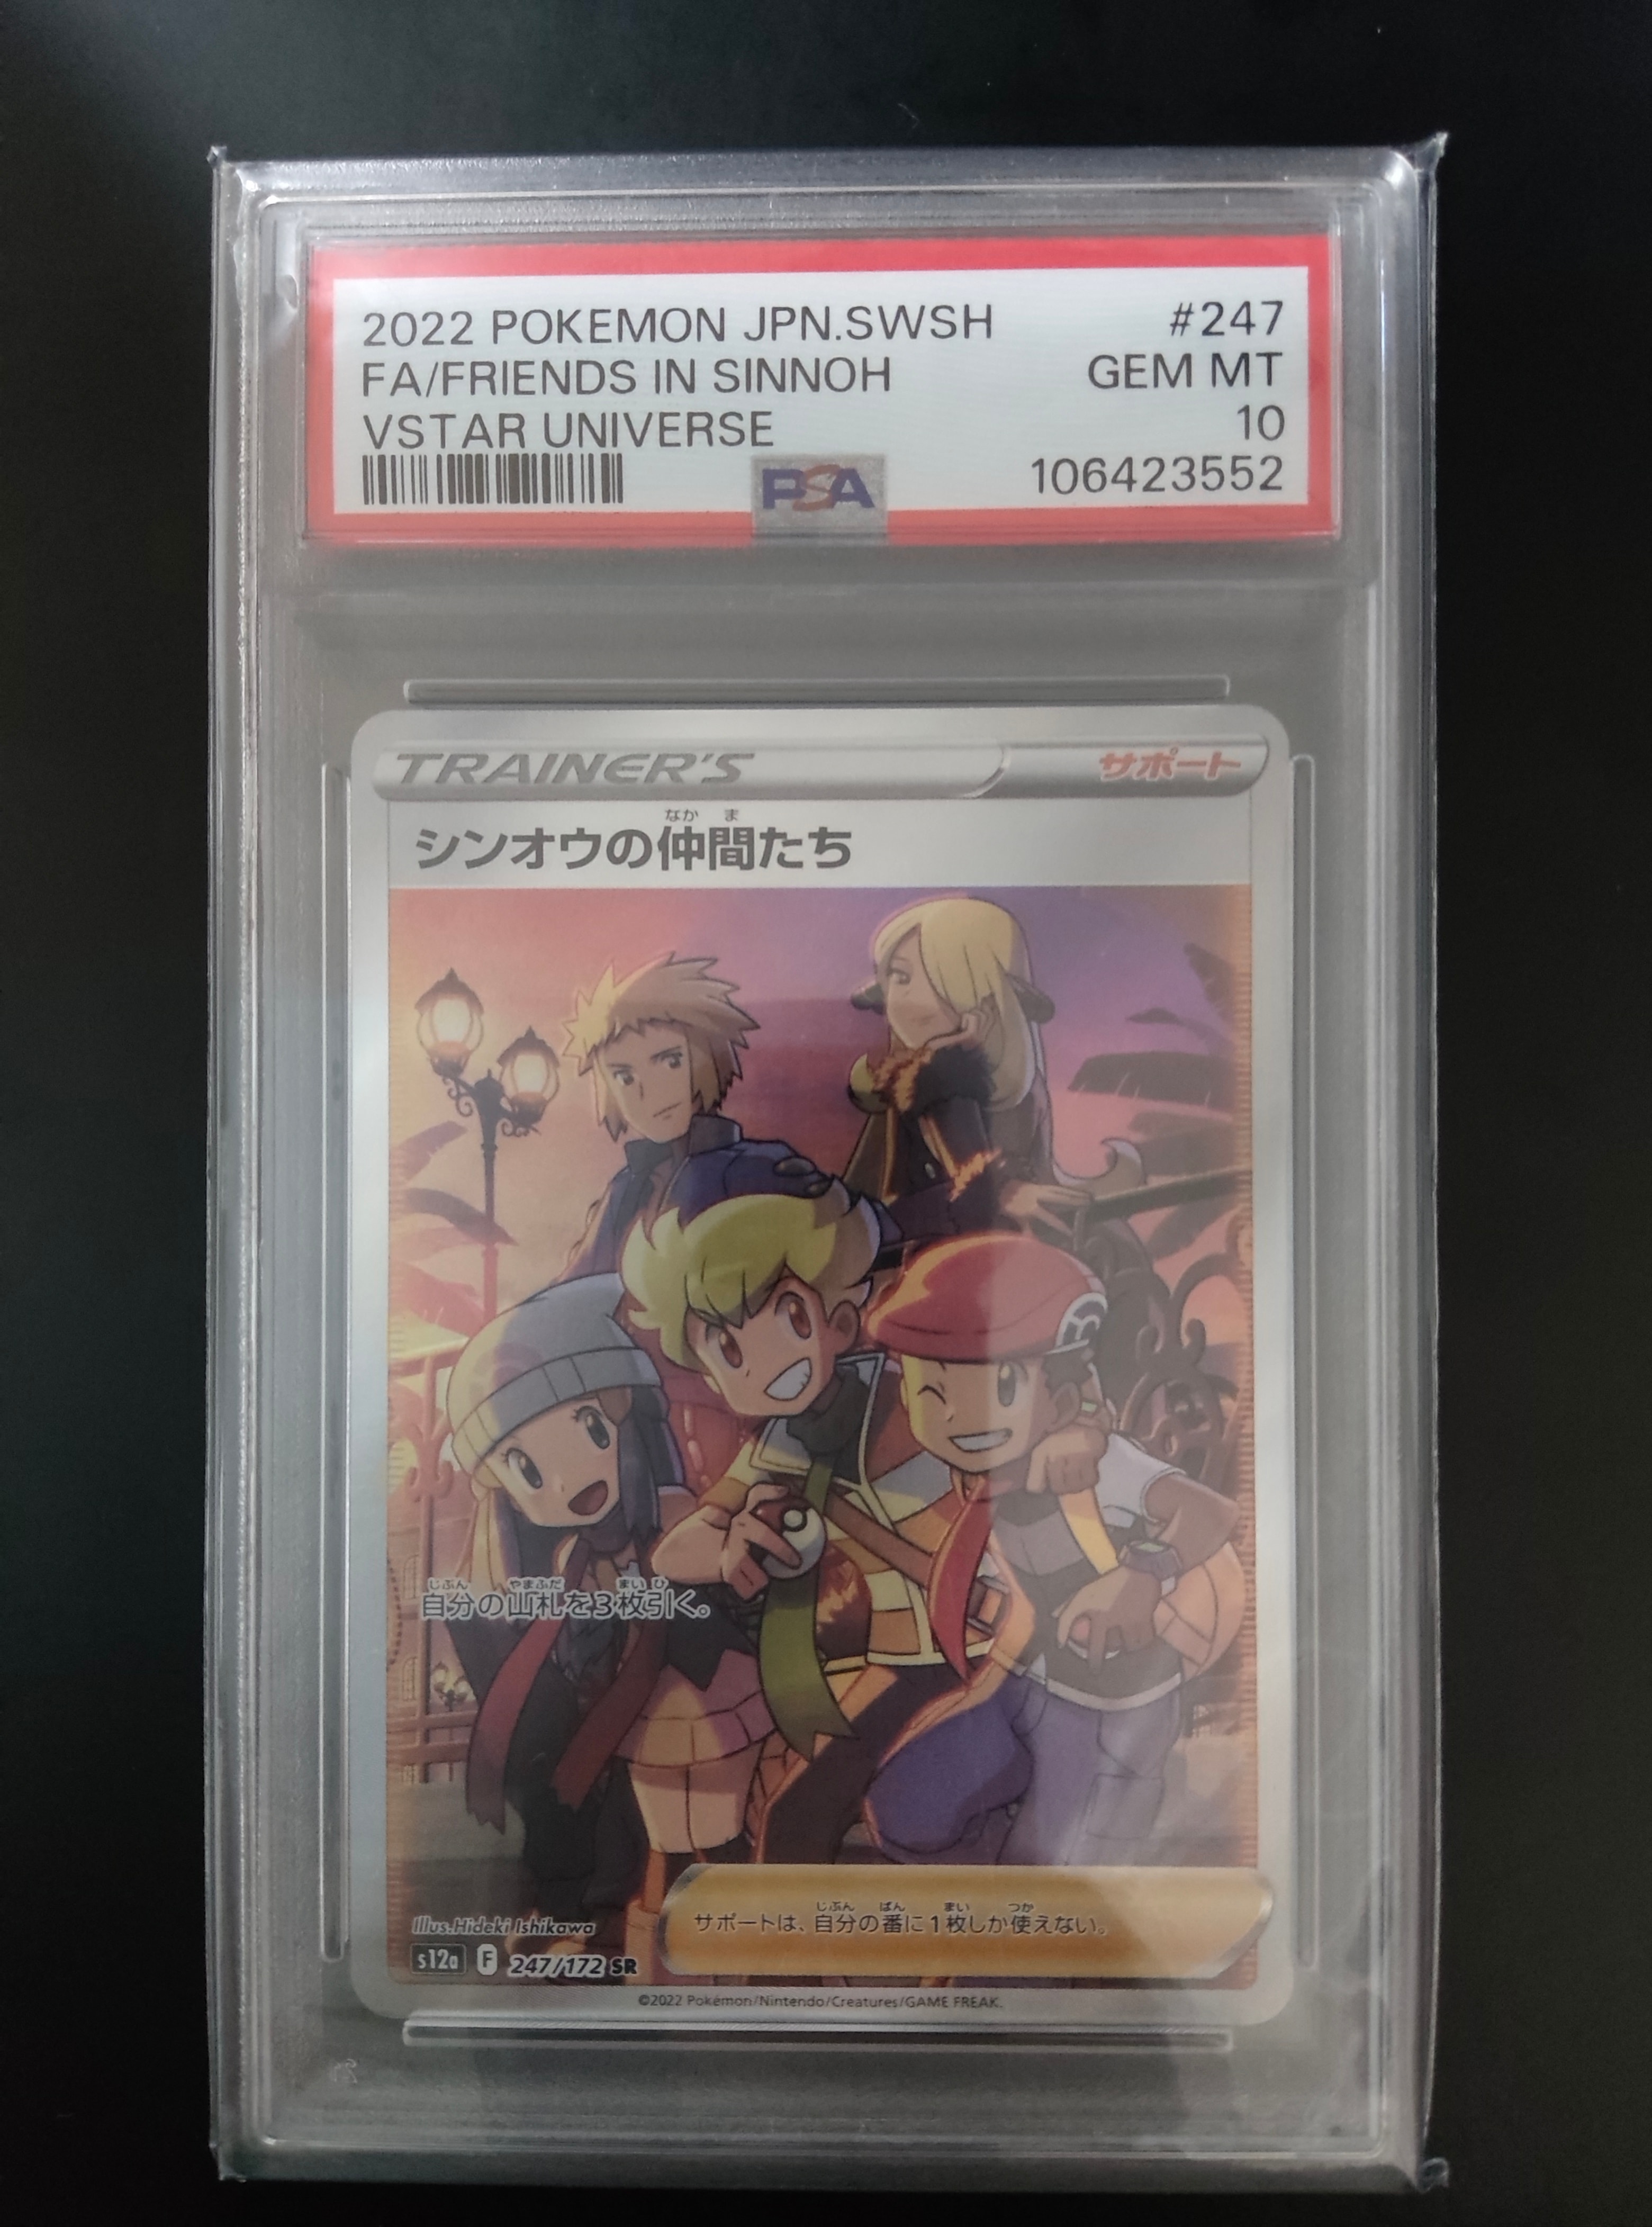 2022 POKEMON JPN.SWSH #247
FA/FRIENDS IN SINNOH GEM MT
VSTAR UNIVERSE 10
PSA 106423552
TRAINER'S サポート
なかま
シンオウの仲間たち
じぶん やまふだ まい ひ
自分の山札を3枚引く。
Illus.Hideki Ishikawa
じぶん ばん まい つか
サポートは、自分の番に1枚しか使えない。
s12a F 247/172 SR
©2022 Pokémon/Nintendo/Creatures/GAME FREAK.